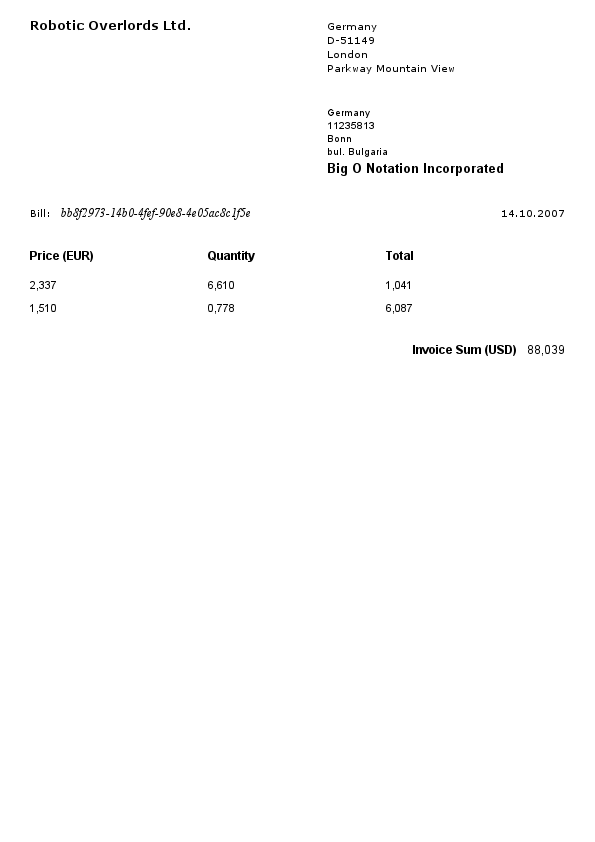 Robotic Overlords Ltd.
Germany
D-51149
London
Parkway Mountain View
Germany
11235813
Bonn
bul. Bulgaria
Big O Notation Incorporated
Bill: bb8f2973-14b0-4fef-90e8-4e05ac8c1f5e 14.10.2007
Price (EUR) Quantity Total
2,337 6,610 1,041
1,510 0,778 6,087
Invoice Sum (USD) 88,039